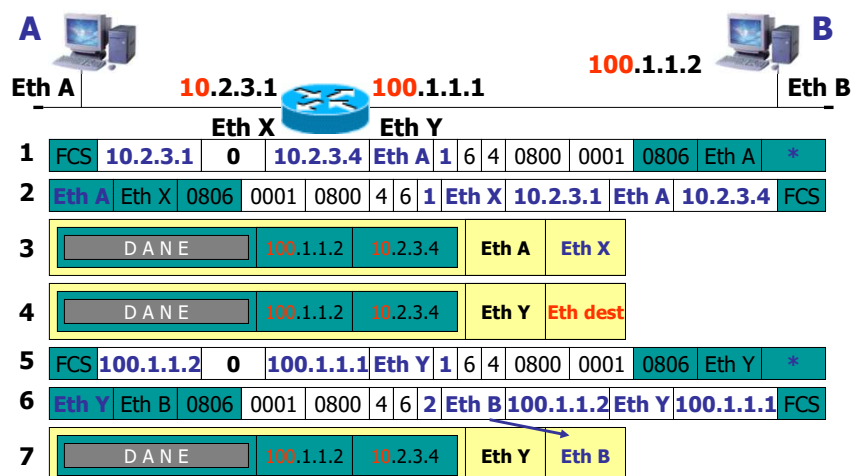 A B
100.1.1.2
Eth A 10.2.3.1 100.1.1.1 Eth B
Eth X Eth Y
1 FCS 10.2.3.1 0 10.2.3.4 Eth A 1 6 4 0800 0001 0806 Eth A *
2 Eth A Eth X 0806 0001 0800 4 6 1 Eth X 10.2.3.1 Eth A 10.2.3.4 FCS
3 DANE 100.1.1.2 10.2.3.4 Eth A Eth X
4 DANE 100.1.1.2 10.2.3.4 Eth Y Eth dest
5 FCS 100.1.1.2 0 100.1.1.1 Eth Y 1 6 4 0800 0001 0806 Eth Y *
6 Eth Y Eth B 0806 0001 0800 4 6 2 Eth B 100.1.1.2 Eth Y 100.1.1.1 FCS
7 DANE 100.1.1.2 10.2.3.4 Eth Y Eth B